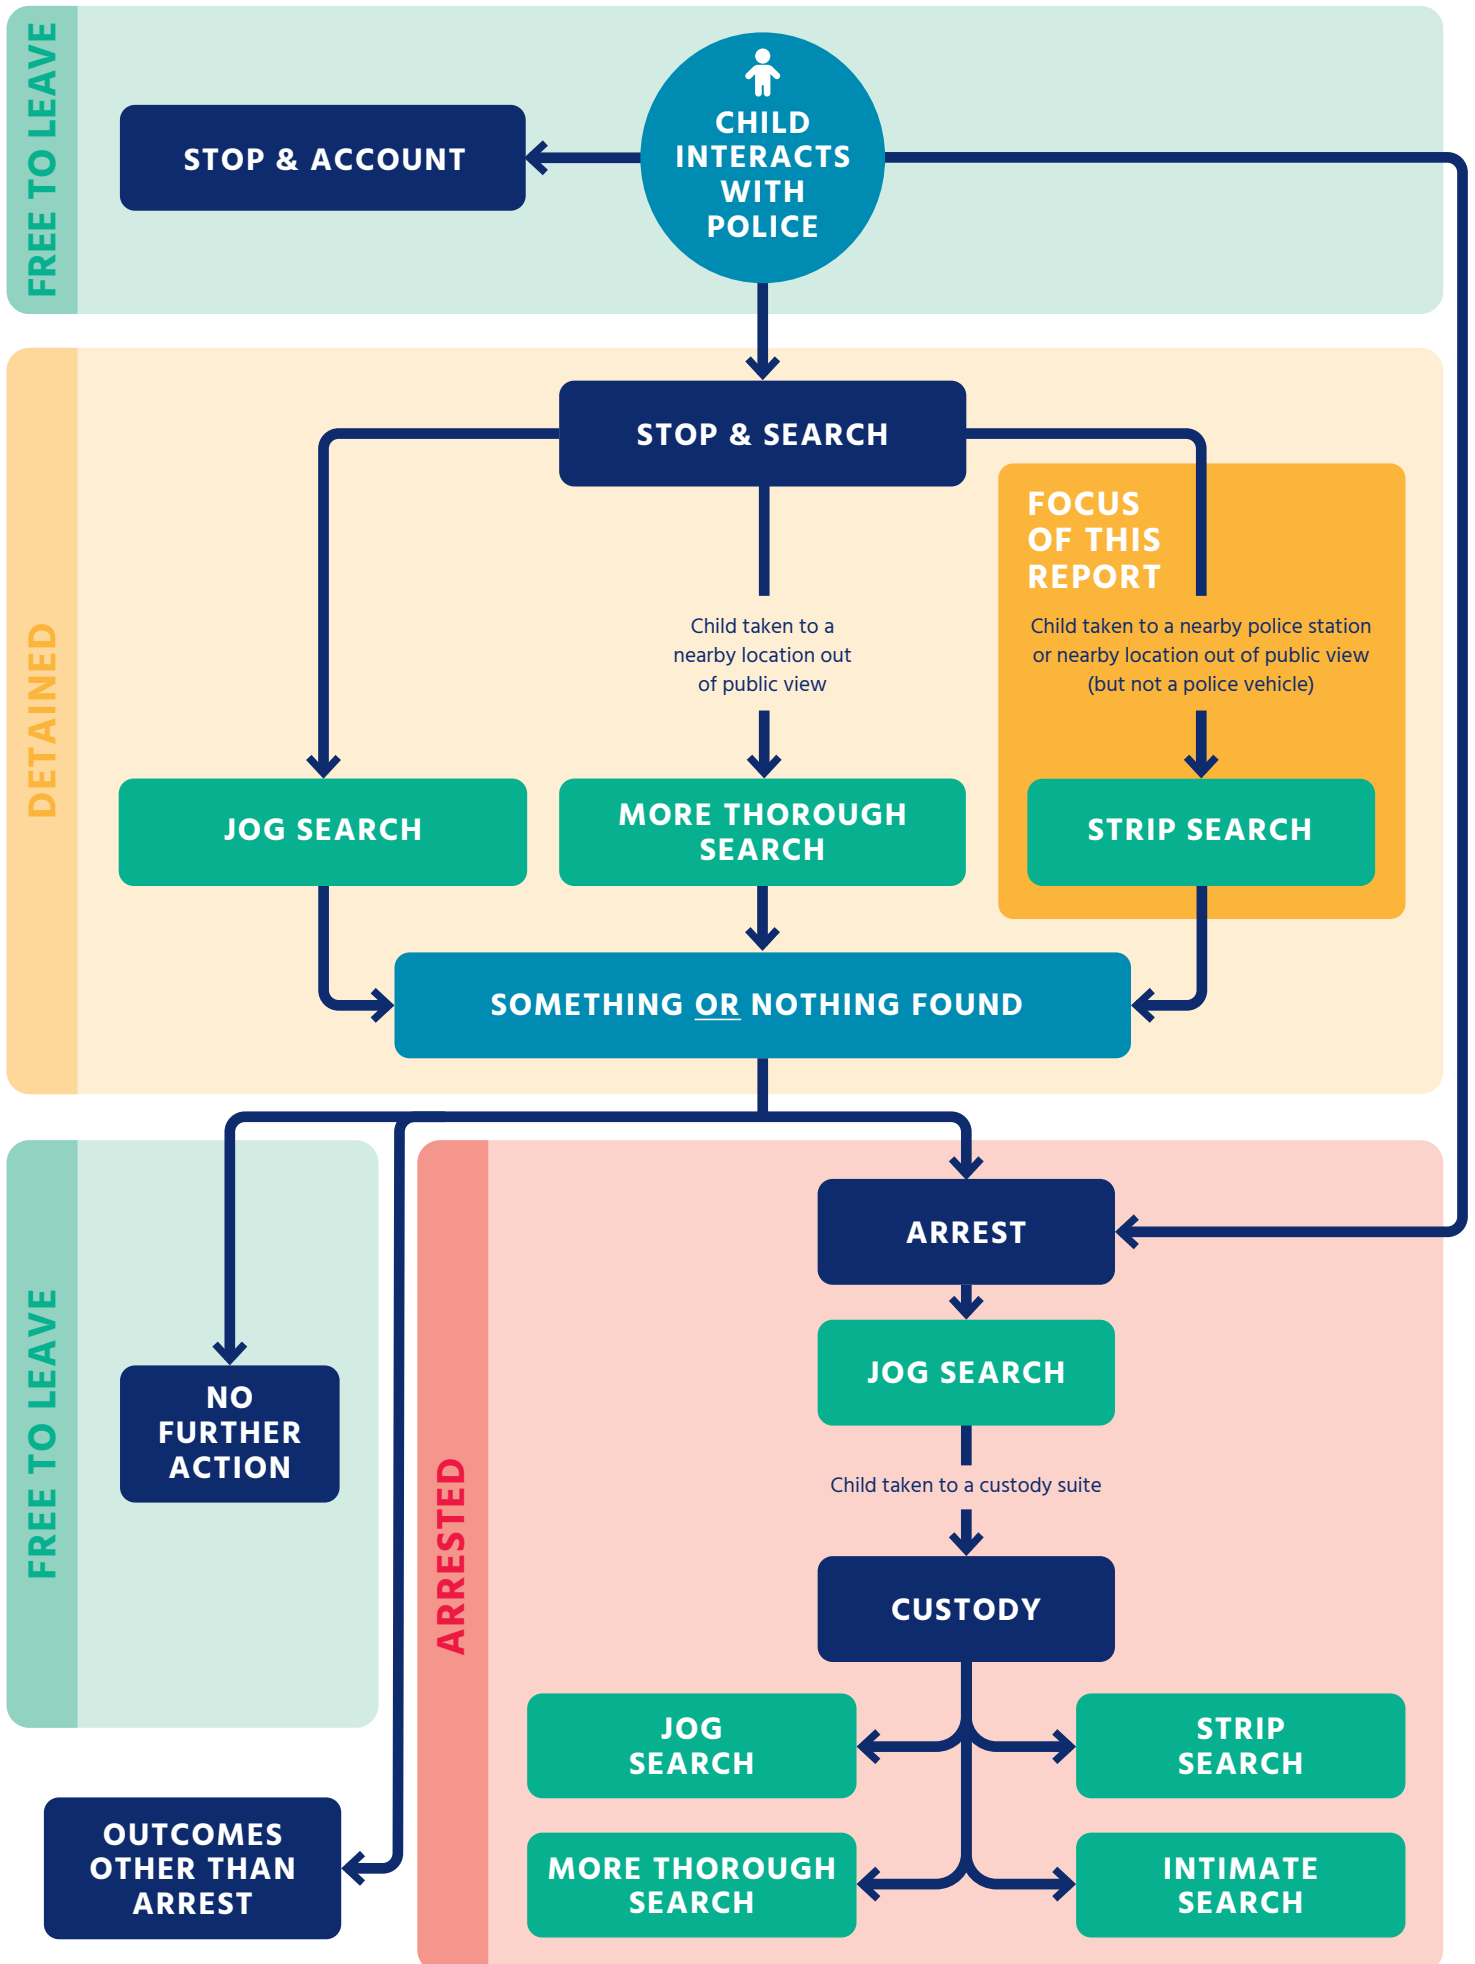 FREE TO LEAVE
CHILD
INTERACTS
WITH
POLICE
STOP & ACCOUNT
DETAINED
STOP & SEARCH
FOCUS
OF THIS
REPORT
Child taken to a
nearby location out
of public view
Child taken to a nearby police station
or nearby location out of public view
(but not a police vehicle)
JOG SEARCH
MORE THOROUGH
SEARCH
STRIP SEARCH
SOMETHING OR NOTHING FOUND
FREE TO LEAVE
NO
FURTHER
ACTION
OUTCOMES
OTHER THAN
ARREST
ARRESTED
ARREST
JOG SEARCH
Child taken to a custody suite
CUSTODY
JOG
SEARCH
STRIP
SEARCH
MORE THOROUGH
SEARCH
INTIMATE
SEARCH